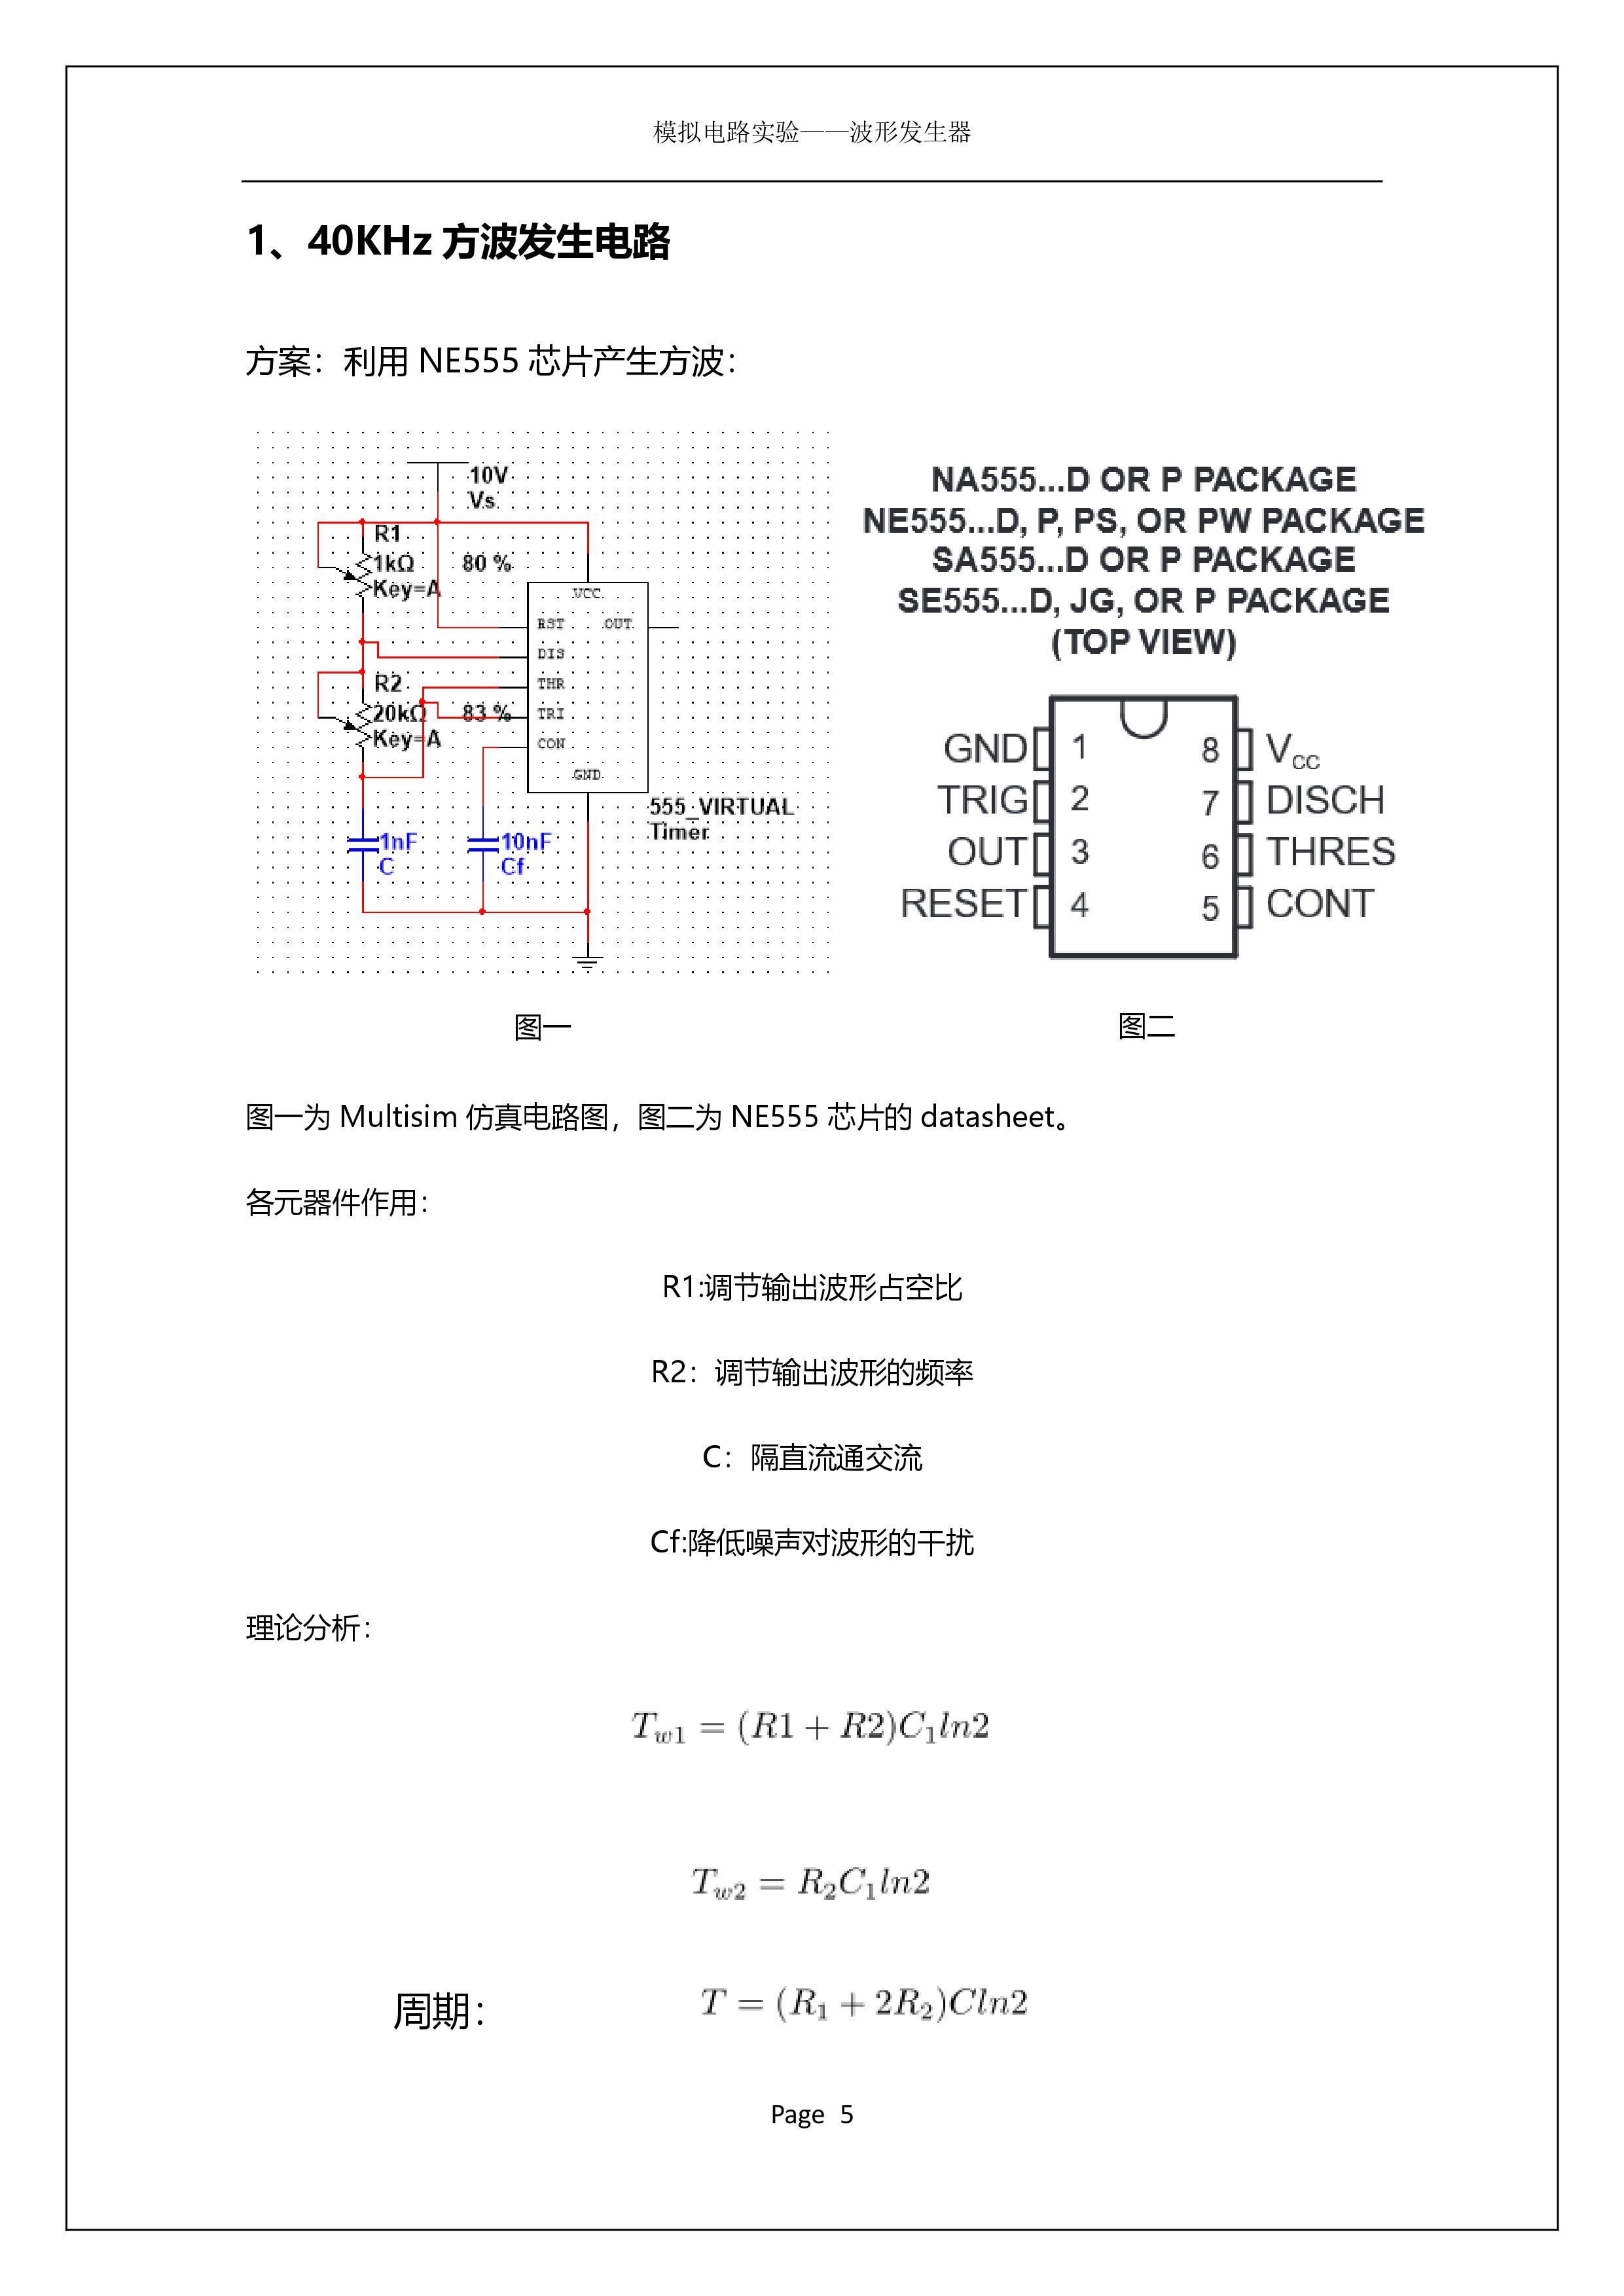 模拟电路实验——波形发生器
1、40KHz 方波发生电路
方案：利用 NE555 芯片产生方波：
10V
Vs
R1
1kΩ
80 %
Key=A
VCC
RST
OUT
DIS
R2
THR
20kΩ
83 %
TRI
Key=A
CON
GND
555_VIRTUAL
Timer
1nF
C
10nF
Cf
NA555...D OR P PACKAGE
NE555...D, P, PS, OR PW PACKAGE
SA555...D OR P PACKAGE
SE555...D, JG, OR P PACKAGE
(TOP VIEW)
GND 1 8 VCC
TRIG 2 7 DISCH
OUT 3 6 THRES
RESET 4 5 CONT
图一
图二
图一为 Multisim 仿真电路图，图二为 NE555 芯片的 datasheet。
各元器件作用：
R1:调节输出波形占空比
R2：调节输出波形的频率
C：隔直流通交流
Cf:降低噪声对波形的干扰
理论分析：
T_{w1} = (R1 + R2)C_1ln2
T_{w2} = R_2C_1ln2
周期： T = (R_1 + 2R_2)Cln2
Page 5